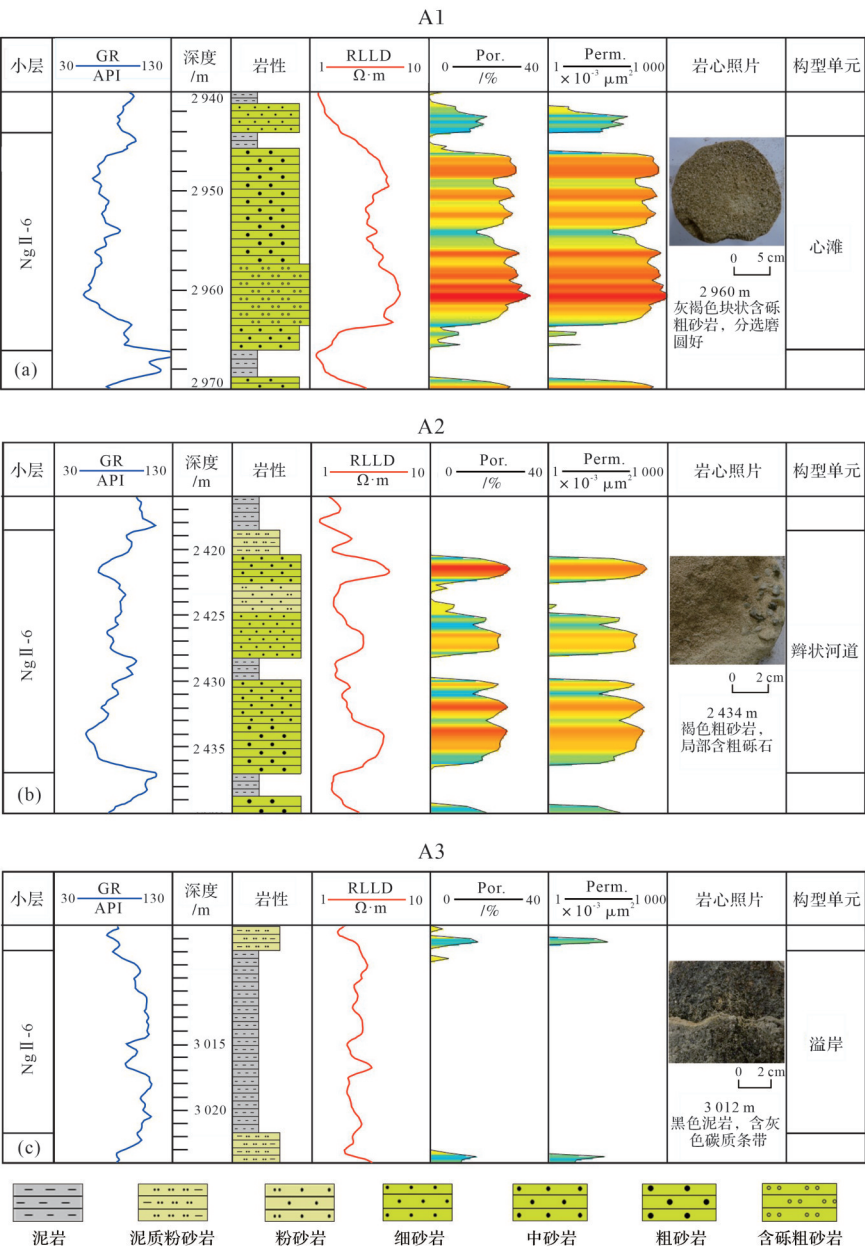 A1
小层
GR
30 130
API
深度
/m
岩性
RLLD
1 10
Ω·m
Por.
0 40
/%
Perm.
1 1 000
× 10⁻³ μm²
岩心照片
构型单元
NgⅡ-6
2 940
2 950
2 960
2 970
0 5 cm
2 960 m
灰褐色块状含砾
粗砂岩，分选磨
圆好
心滩
(a)
A2
小层
GR
30 130
API
深度
/m
岩性
RLLD
1 10
Ω·m
Por.
0 40
/%
Perm.
1 1 000
× 10⁻³ μm²
岩心照片
构型单元
NgⅡ-6
2 420
2 425
2 430
2 435
0 2 cm
2 434 m
褐色粗砂岩，
局部含粗砾石
辫状河道
(b)
A3
小层
GR
30 130
API
深度
/m
岩性
RLLD
1 10
Ω·m
Por.
0 40
/%
Perm.
1 1 000
× 10⁻³ μm²
岩心照片
构型单元
NgⅡ-6
3 015
3 020
0 2 cm
3 012 m
黑色泥岩，含灰
色碳质条带
溢岸
(c)
泥岩 泥质粉砂岩 粉砂岩 细砂岩 中砂岩 粗砂岩 含砾粗砂岩